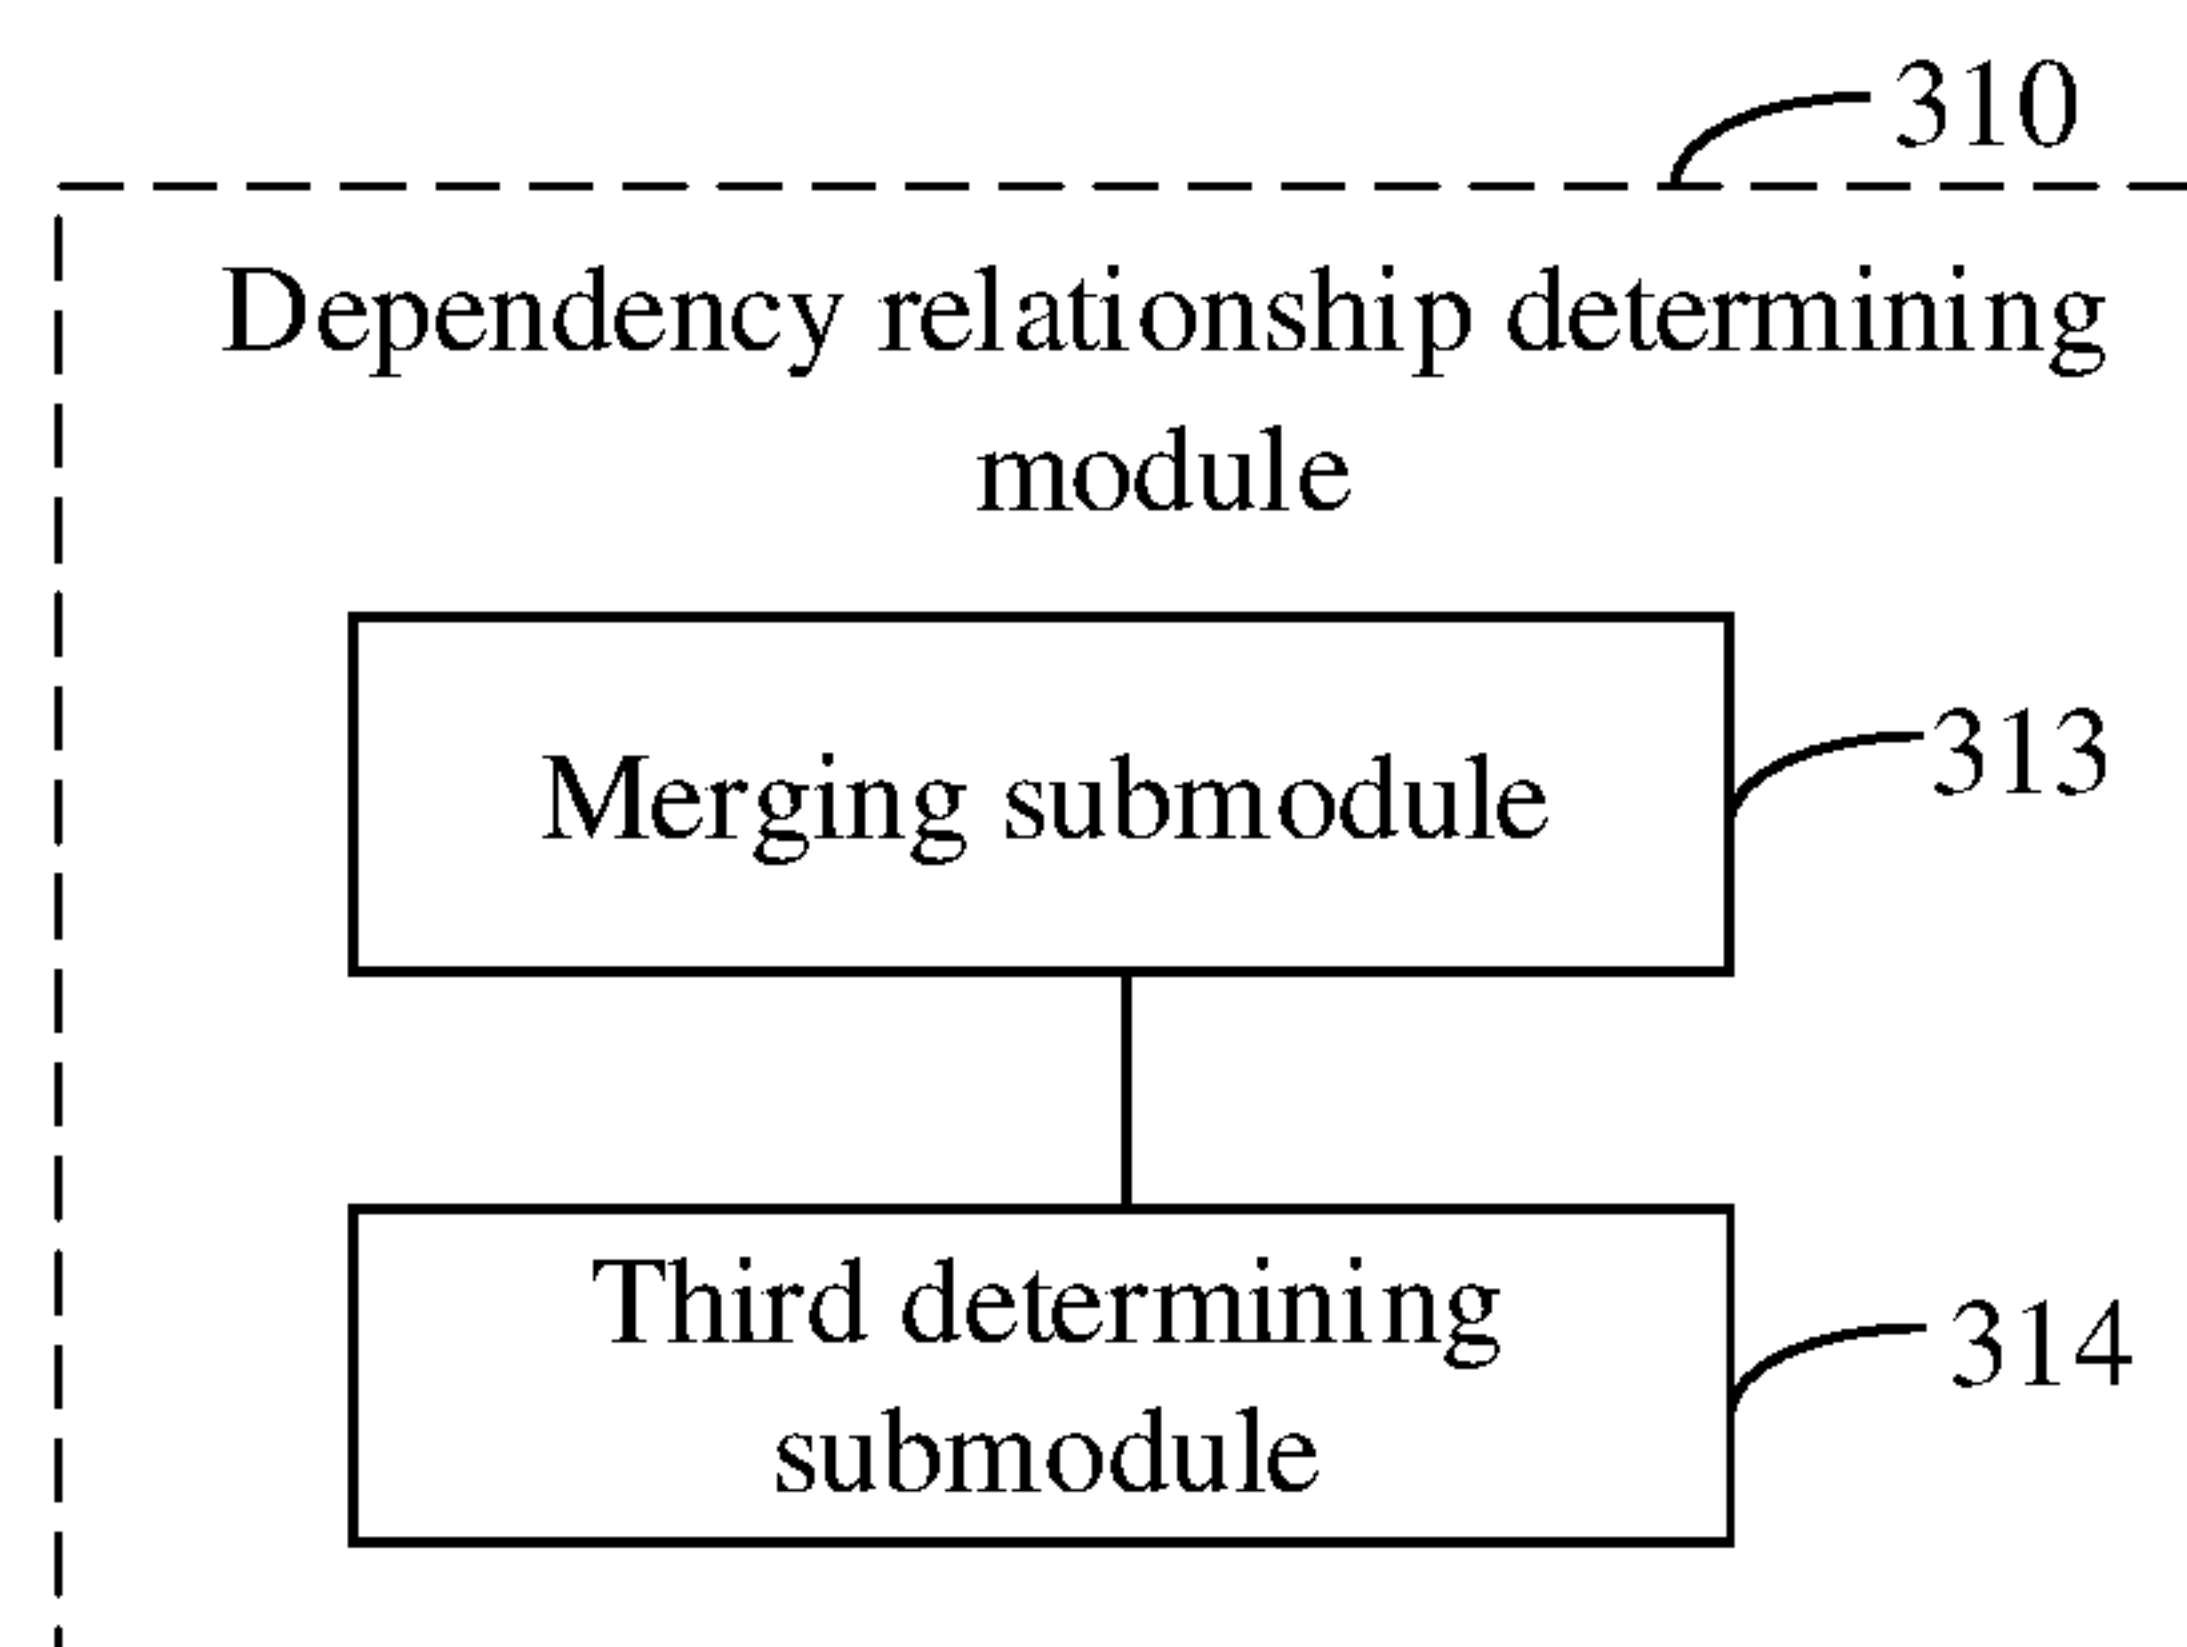 310
Dependency relationship determining
module
Merging submodule
313
Third determining
submodule
314